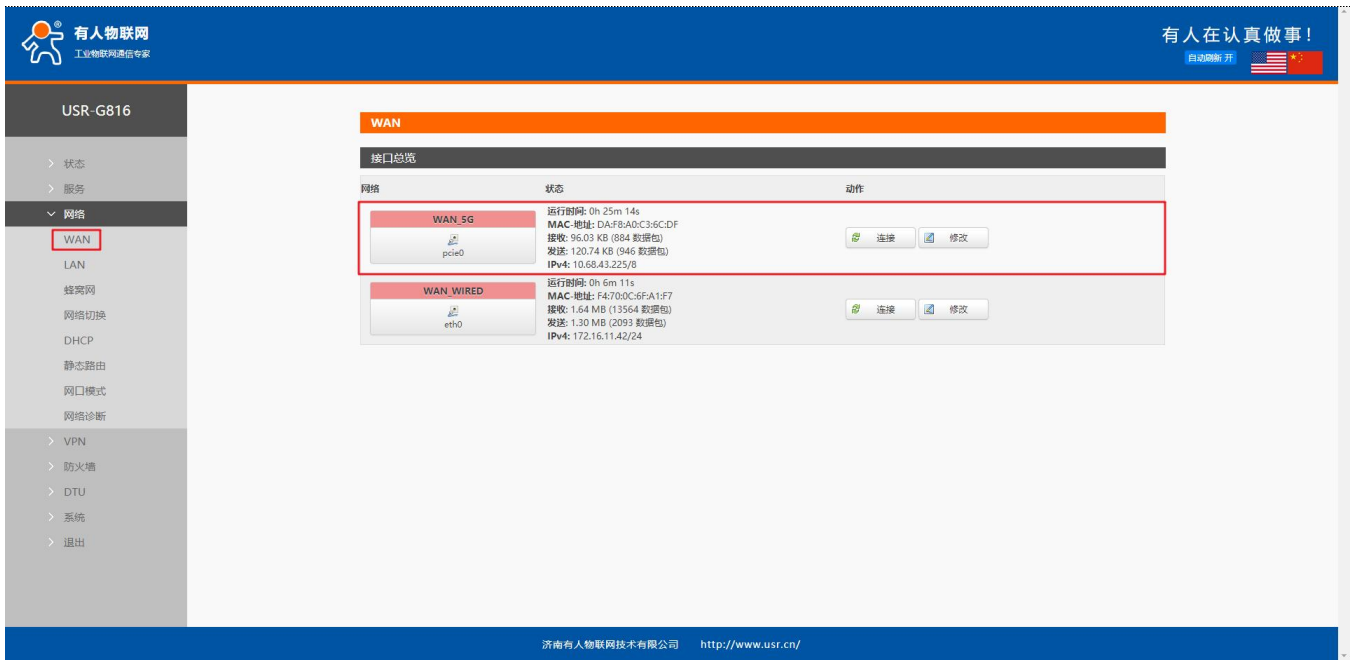 有人物联网
工业物联网通信专家
有人在认真做事!
自动刷新 开
USR-G816
状态
服务
网络
WAN
LAN
蜂窝网
网络切换
DHCP
静态路由
网口模式
网络诊断
VPN
防火墙
DTU
系统
退出
WAN
接口总览
网络 状态 动作
WAN_5G
pcie0
运行时间: 0h 25m 14s
MAC-地址: DA:F8:A0:C3:6C:DF
接收: 96.03 KB (884 数据包)
发送: 120.74 KB (946 数据包)
IPv4: 10.68.43.225/8
连接 修改
WAN_WIRED
eth0
运行时间: 0h 6m 11s
MAC-地址: F4:70:0C:6F:A1:F7
接收: 1.64 MB (13564 数据包)
发送: 1.30 MB (2093 数据包)
IPv4: 172.16.11.42/24
连接 修改
济南有人物联网技术有限公司 http://www.usr.cn/